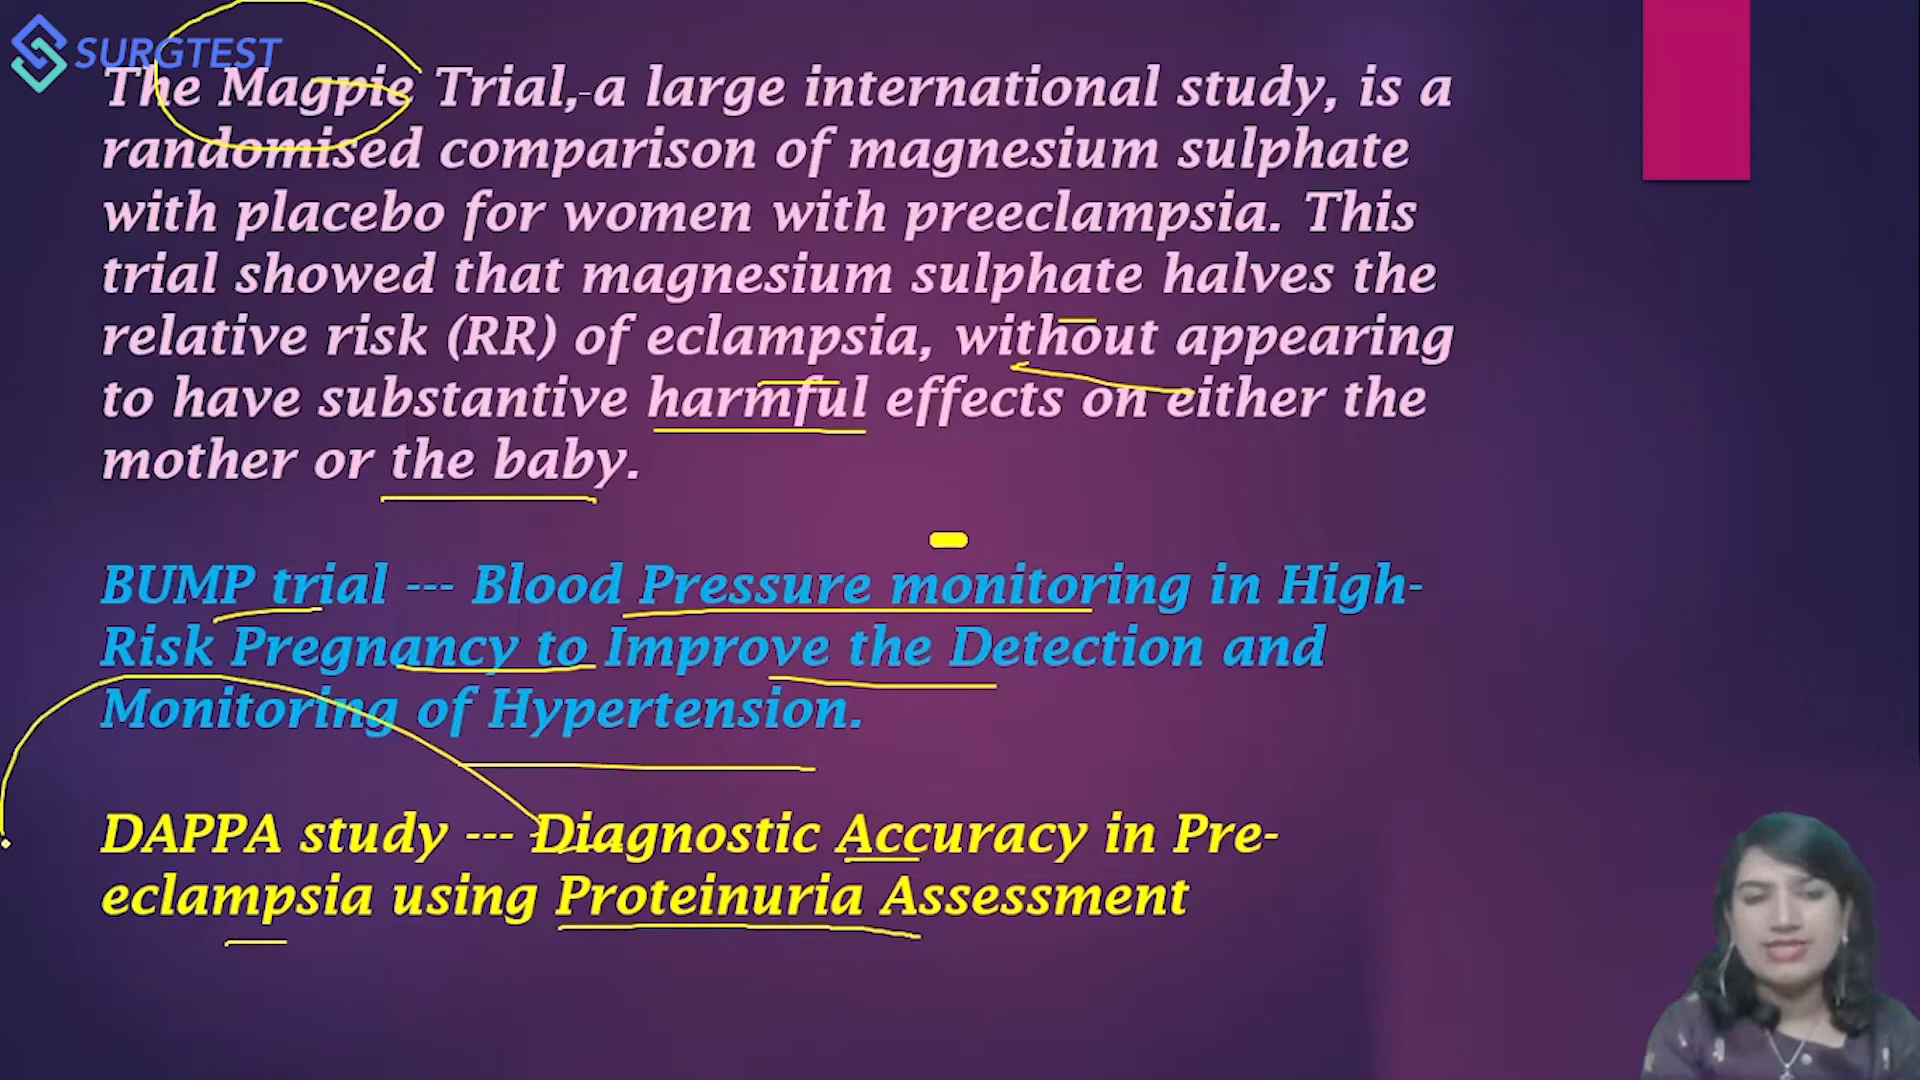 SURGTEST
The Magpie Trial,-a large international study, is a
randomised comparison of magnesium sulphate
with placebo for women with preeclampsia. This
trial showed that magnesium sulphate halves the
relative risk (RR) of eclampsia, without appearing
to have substantive harmful effects on either the
mother or the baby.
BUMP trial --- Blood Pressure monitoring in High-
Risk Pregnancy to Improve the Detection and
Monitoring of Hypertension.
DAPPA study --- Diagnostic Accuracy in Pre-
eclampsia using Proteinuria Assessment